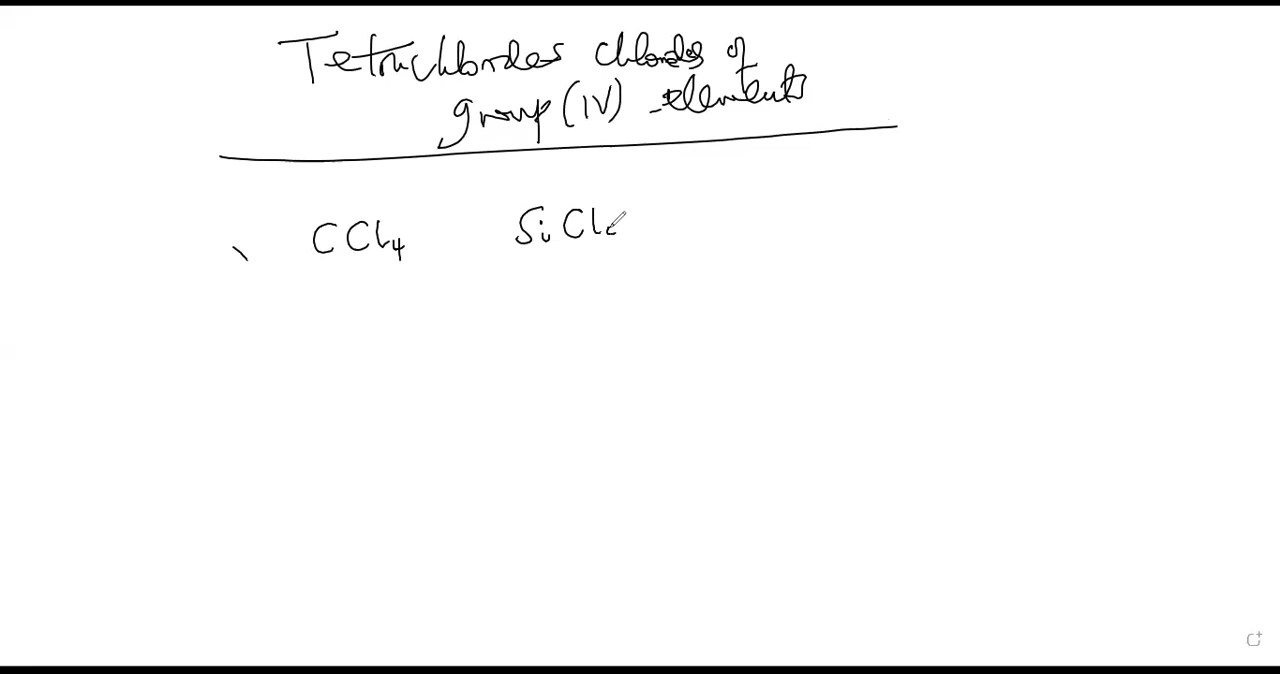 Tetrachlorides chlorides of
group (IV) elements
CCl₄ SiCl